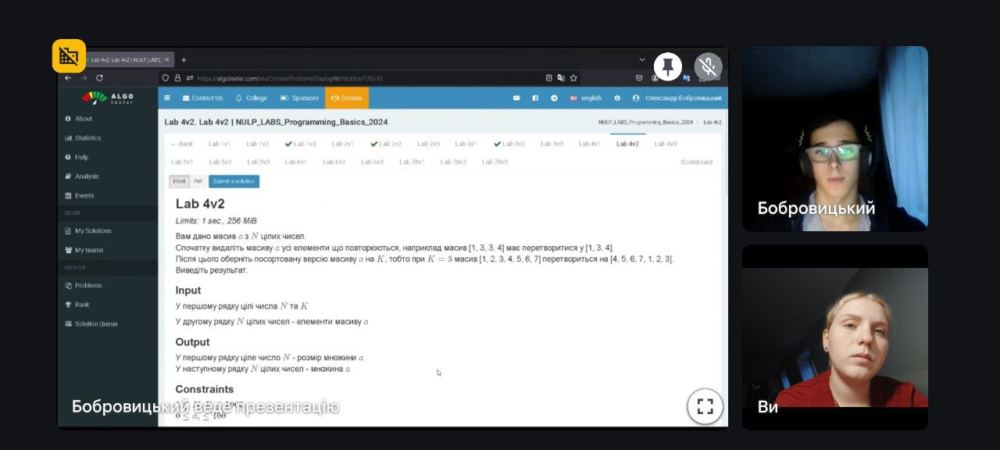 Lab 4v2. Lab 4v2 | NULP_LABS_
https://algotester.com/en/ContestProblem/DisplayWithEditor/135599
ALGO
tester
Contact Us College Sponsors Donate english Олександр Бобровицький
About
Statistics
Help
Analysis
Events
My Solutions
My teams
ARCHIVE
Problems
Rank
Solution Queue
Lab 4v2. Lab 4v2 | NULP_LABS_Programming_Basics_2024
NULP_LABS_Programming_Basics_2024 Lab 4v2
← Back Lab 1v1 Lab 1v2 Lab 1v3 Lab 2v1 Lab 2v2 Lab 2v3 Lab 3v1 Lab 3v2 Lab 3v3 Lab 4v1 Lab 4v2 Lab 4v3
Lab 5v1 Lab 5v2 Lab 5v3 Lab 6v1 Lab 6v2 Lab 6v3 Lab 78v1 Lab 78v2 Lab 78v3 Scoreboard
Html Pdf Submit a solution
Lab 4v2
Limits: 1 sec., 256 MiB
Вам дано масив a з N цілих чисел.
Спочатку видаліть масиву a усі елементи що повторюються, наприклад масив [1, 3, 3, 4] має перетворитися у [1, 3, 4].
Після цього оберніть посортовану версію масиву a на K, тобто при K = 3 масив [1, 2, 3, 4, 5, 6, 7] перетвориться на [4, 5, 6, 7, 1, 2, 3].
Виведіть результат.
Input
У першому рядку цілі числа N та K
У другому рядку N цілих чисел - елементи масиву a
Output
У першому рядку ціле число N - розмір множини a
У наступному рядку N цілих чисел - множина a
Constraints
0 ≤ aᵢ ≤ 100
Бобровицький веде презентацію
Бобровицький
Ви